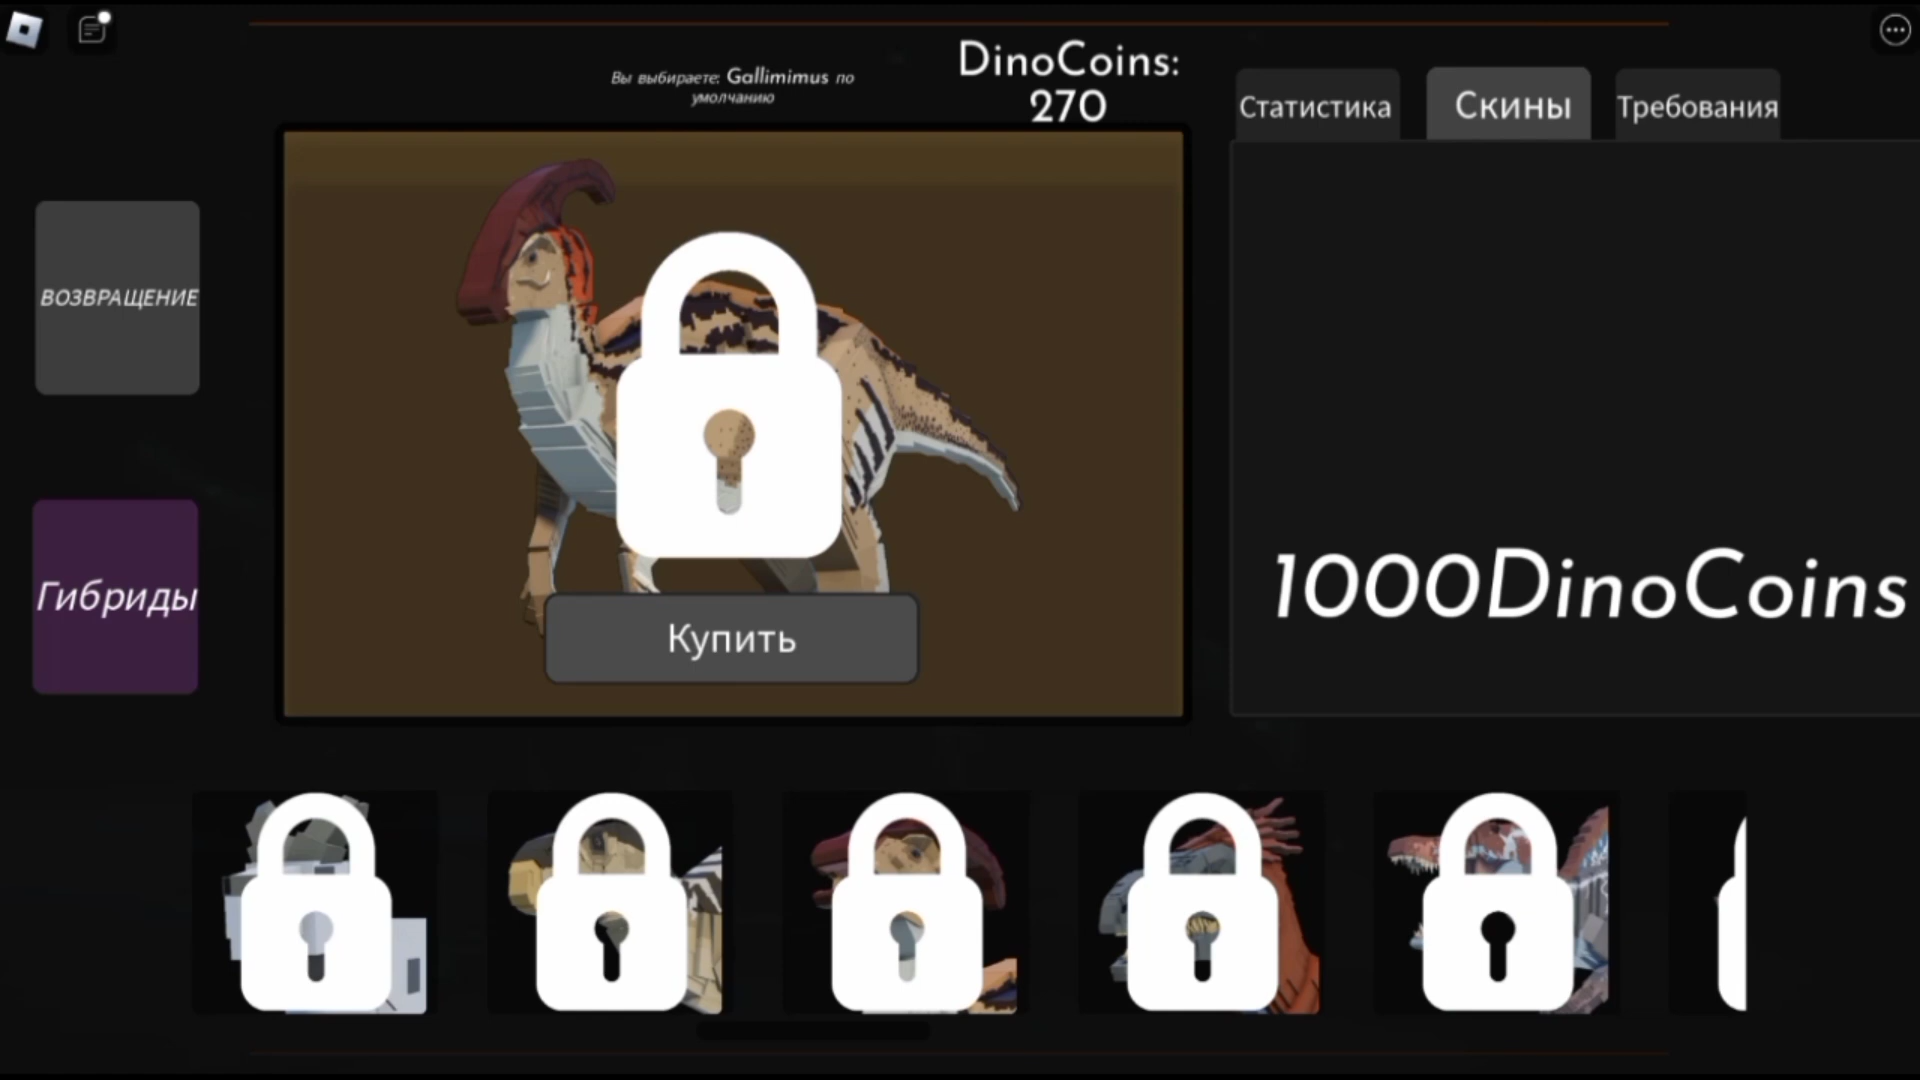 Вы выбираете: Gallimimus по
умолчанию
DinoCoins:
270
Статистика
Скины
Требования
ВОЗВРАЩЕНИЕ
Гибриды
Купить
1000DinoCoins